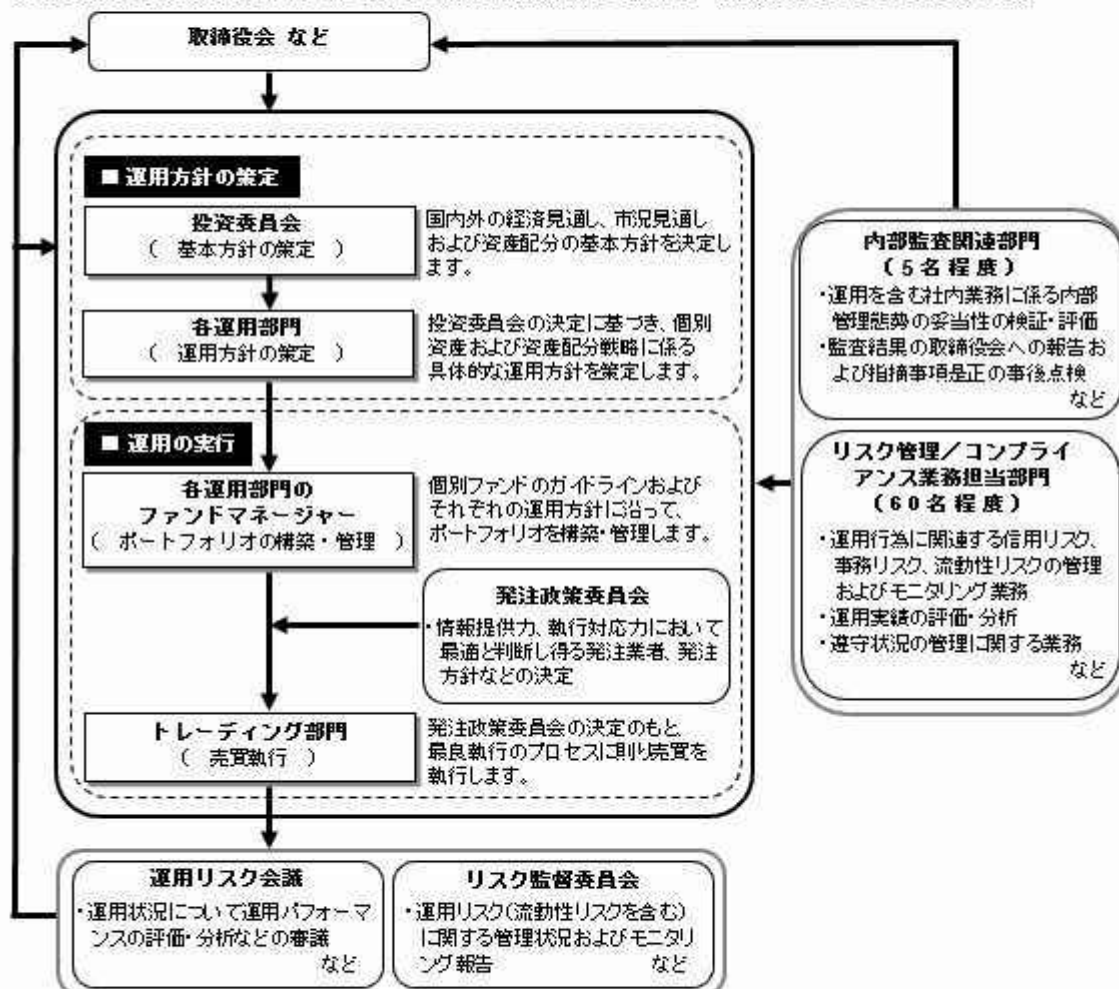 取締役会 など
■ 運用方針の策定
投資委員会
( 基本方針の策定 )
国内外の経済見通し、市況見通し
および資産配分の基本方針を決定し
ます。
各運用部門
( 運用方針の策定 )
投資委員会の決定に基づき、個別
資産および資産配分戦略に係る
具体的な運用方針を策定します。
■ 運用の実行
各運用部門の
ファンドマネージャー
( ポートフォリオの構築・管理 )
個別ファンドのガイドラインおよび
それぞれの運用方針に沿って、
ポートフォリオを構築・管理します。
発注政策委員会
・情報提供力、執行対応力において
最適と判断し得る発注業者、発注
方針などの決定
トレーディング部門
( 売買執行 )
発注政策委員会の決定のもと
最良執行のプロセスに則り売買を
執行します。
内部監査関連部門
(5名程度)
・運用を含む社内業務に係る内部
管理態勢の妥当性の検証・評価
・監査結果の取締役会への報告お
よび指摘事項是正の事後点検
など
リスク管理/コンプライ
アンス業務担当部門
(60名程度)
・運用行為に関連する信用リスク、
事務リスク、流動性リスクの管理
およびモニタリング業務
・運用実績の評価・分析
・遵守状況の管理に関する業務
など
運用リスク会議
・運用状況について運用パフォーマ
ンスの評価・分析などの審議
など
リスク監督委員会
・運用リスク(流動性リスクを含む)
に関する管理状況およびモニタリ
ング報告 など